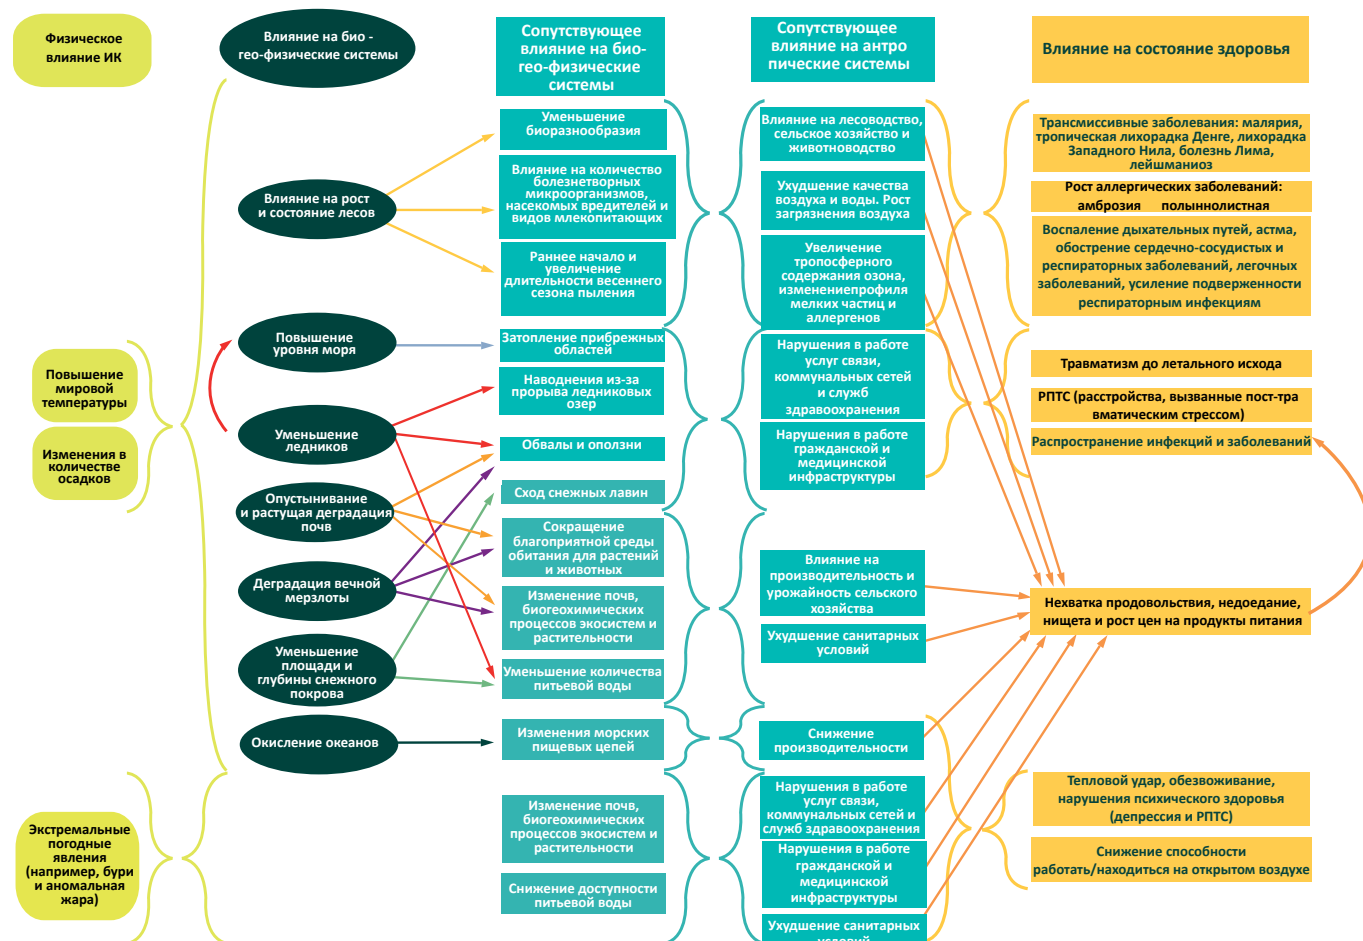 Физическое
влияние ИК
Влияние на био -
гео-физические системы
Сопутствующее
влияние на био-
гео-физические
системы
Сопутствующее
влияние на антро
пические системы
Влияние на состояние здоровья
Повышение
мировой
температуры
Изменения в
количестве
осадков
Экстремальные
погодные
явления
(например, бури
и аномальная
жара)
Влияние на рост
и состояние лесов
Повышение
уровня моря
Уменьшение
ледников
Опустынивание
и растущая деградация
почв
Деградация вечной
мерзлоты
Уменьшение
площади и
глубины снежного
покрова
Окисление океанов
Уменьшение
биоразнообразия
Влияние на количество
болезнетворных
микроорганизмов,
насекомых вредителей и
видов млекопитающих
Раннее начало и
увеличение
длительности весеннего
сезона пыления
Затопление прибрежных
областей
Наводнения из-за
прорыва ледниковых
озер
Обвалы и оползни
Сход снежных лавин
Сокращение
благоприятной среды
обитания для растений
и животных
Изменение почв,
биогеохимических
процессов экосистем и
растительности
Уменьшение количества
питьевой воды
Изменения морских
пищевых цепей
Изменение почв,
биогеохимических
процессов экосистем и
растительности
Снижение доступности
питьевой воды
Влияние на лесоводство,
сельское хозяйство и
животноводство
Ухудшение качества
воздуха и воды. Рост
загрязнения воздуха
Увеличение
тропосферного
содержания озона,
изменениепрофиля
мелких частиц и
аллергенов
Нарушения в работе
услуг связи,
коммунальных сетей
и служб
здравоохранения
Нарушения в работе
гражданской и
медицинской
инфраструктуры
Влияние на
производительность и
урожайность сельского
хозяйства
Ухудшение санитарных
условий
Снижение
производительности
Нарушения в работе
услуг связи,
коммунальных сетей и
служб здравоохранения
Нарушения в работе
гражданской и
медицинской
инфраструктуры
Ухудшение санитарных
условий
Трансмиссивные заболевания: малярия,
тропическая лихорадка Денге, лихорадка
Западного Нила, болезнь Лима,
лейшманиоз
Рост аллергических заболеваний:
амброзия полыннолистная
Воспаление дыхательных путей, астма,
обострение сердечно-сосудистых и
респираторных заболеваний, легочных
заболеваний, усиление подверженности
респираторным инфекциям
Травматизм до летального исхода
РПТС (расстройства, вызванные пост-тра
вматическим стрессом)
Распространение инфекций и заболеваний
Нехватка продовольствия, недоедание,
нищета и рост цен на продукты питания
Тепловой удар, обезвоживание,
нарушения психического здоровья
(депрессия и РПТС)
Снижение способности
работать/находиться на открытом воздухе